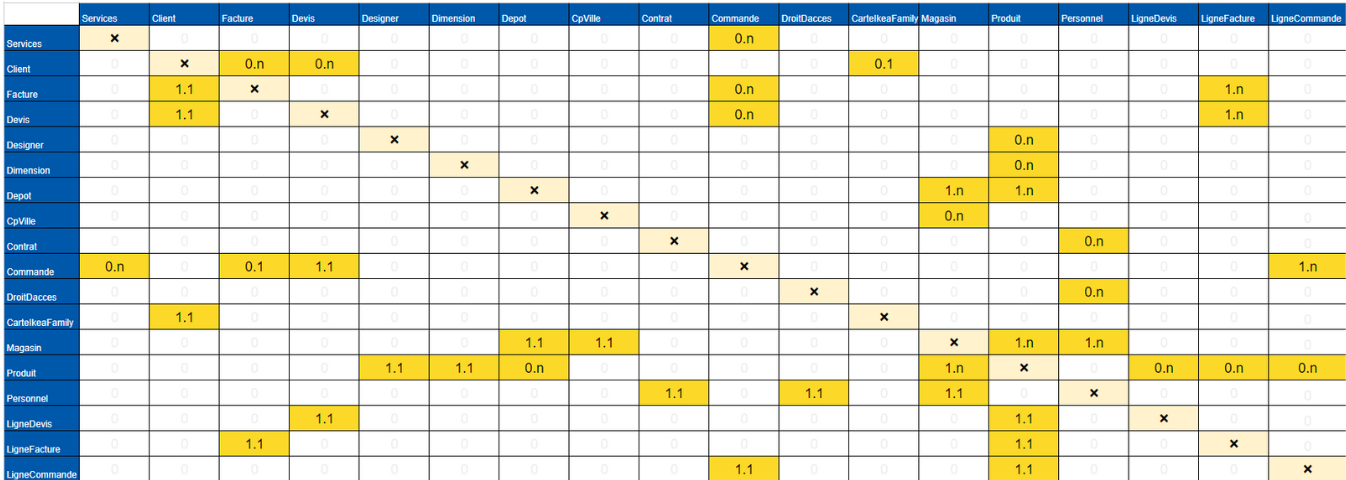 Services Client Facture Devis Designer Dimension Depot CpVille Contrat Commande DroitDacces CarteIkeaFamily Magasin Produit Personnel LigneDevis LigneFacture LigneCommande
Services × 0 0 0 0 0 0 0 0 0.n 0 0 0 0 0 0 0 0
Client 0 × 0.n 0.n 0 0 0 0 0 0 0 0.1 0 0 0 0 0 0
Facture 0 1.1 × 0 0 0 0 0 0 0.n 0 0 0 0 0 0 1.n 0
Devis 0 1.1 0 × 0 0 0 0 0 0.n 0 0 0 0 0 0 1.n 0
Designer 0 0 0 0 × 0 0 0 0 0 0 0 0 0.n 0 0 0 0
Dimension 0 0 0 0 0 × 0 0 0 0 0 0 0 0.n 0 0 0 0
Depot 0 0 0 0 0 0 × 0 0 0 0 0 1.n 1.n 0 0 0 0
CpVille 0 0 0 0 0 0 0 × 0 0 0 0 0.n 0 0 0 0 0
Contrat 0 0 0 0 0 0 0 0 × 0 0 0 0 0 0.n 0 0 0
Commande 0.n 0 0.1 1.1 0 0 0 0 0 × 0 0 0 0 0 0 0 1.n
DroitDacces 0 0 0 0 0 0 0 0 0 0 × 0 0 0 0.n 0 0 0
CarteIkeaFamily 0 1.1 0 0 0 0 0 0 0 0 0 × 0 0 0 0 0 0
Magasin 0 0 0 0 0 0 1.1 1.1 0 0 0 0 × 1.n 1.n 0 0 0
Produit 0 0 0 0 1.1 1.1 0.n 0 0 0 0 0 1.n × 0 0.n 0.n 0.n
Personnel 0 0 0 0 0 0 0 0 1.1 0 1.1 0 1.1 0 × 0 0 0
LigneDevis 0 0 0 1.1 0 0 0 0 0 0 0 0 0 1.1 0 × 0 0
LigneFacture 0 0 1.1 0 0 0 0 0 0 0 0 0 0 1.1 0 0 × 0
LigneCommande 0 0 0 0 0 0 0 0 0 1.1 0 0 0 1.1 0 0 0 ×